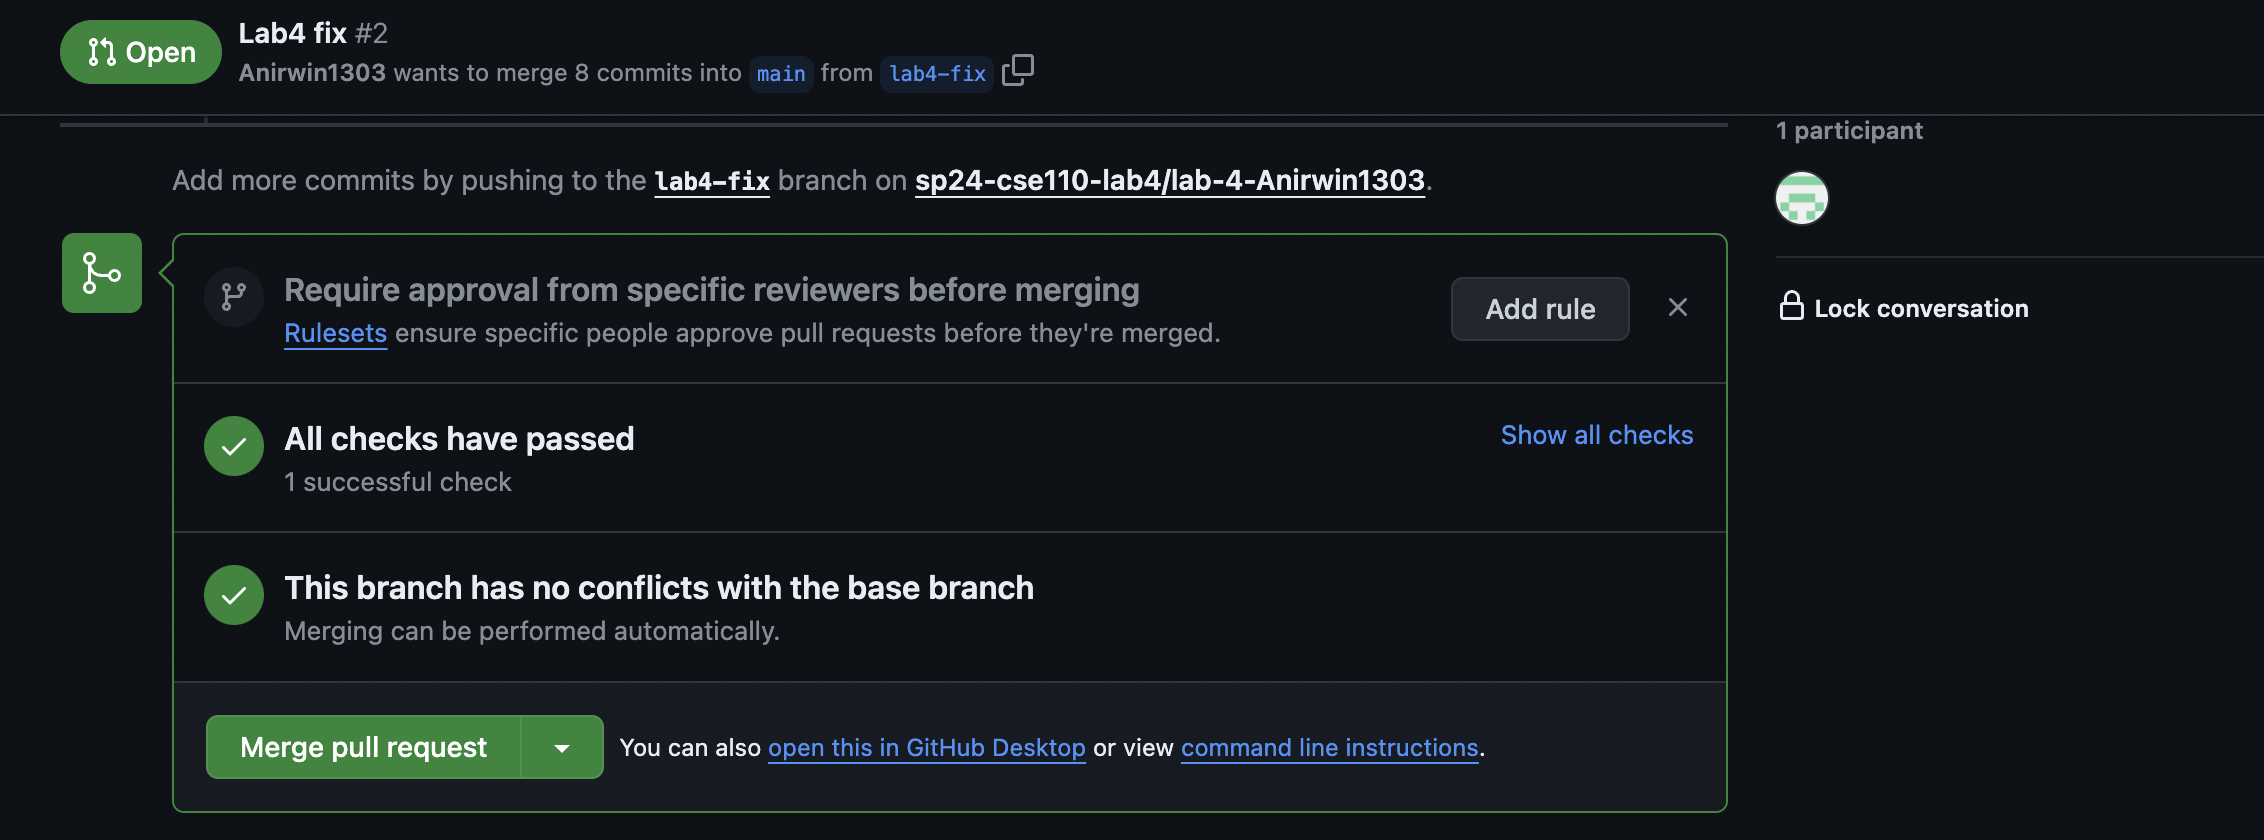 Open
Lab4 fix #2
Anirwin1303 wants to merge 8 commits into main from lab4-fix
1 participant
Add more commits by pushing to the lab4-fix branch on sp24-cse110-lab4/lab-4-Anirwin1303.
Lock conversation
Require approval from specific reviewers before merging
Rulesets ensure specific people approve pull requests before they're merged.
Add rule
All checks have passed
1 successful check
Show all checks
This branch has no conflicts with the base branch
Merging can be performed automatically.
Merge pull request
You can also open this in GitHub Desktop or view command line instructions.